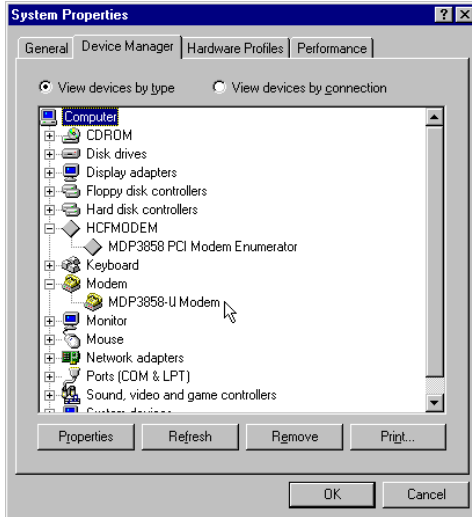 System Properties
General Device Manager Hardware Profiles Performance
View devices by type View devices by connection
Computer
CDROM
Disk drives
Display adapters
Floppy disk controllers
Hard disk controllers
HCFMODEM
MDP3858 PCI Modem Enumerator
Keyboard
Modem
MDP3858-U Modem
Monitor
Mouse
Network adapters
Ports (COM & LPT)
Sound, video and game controllers
System devices
Properties Refresh Remove Print...
OK Cancel